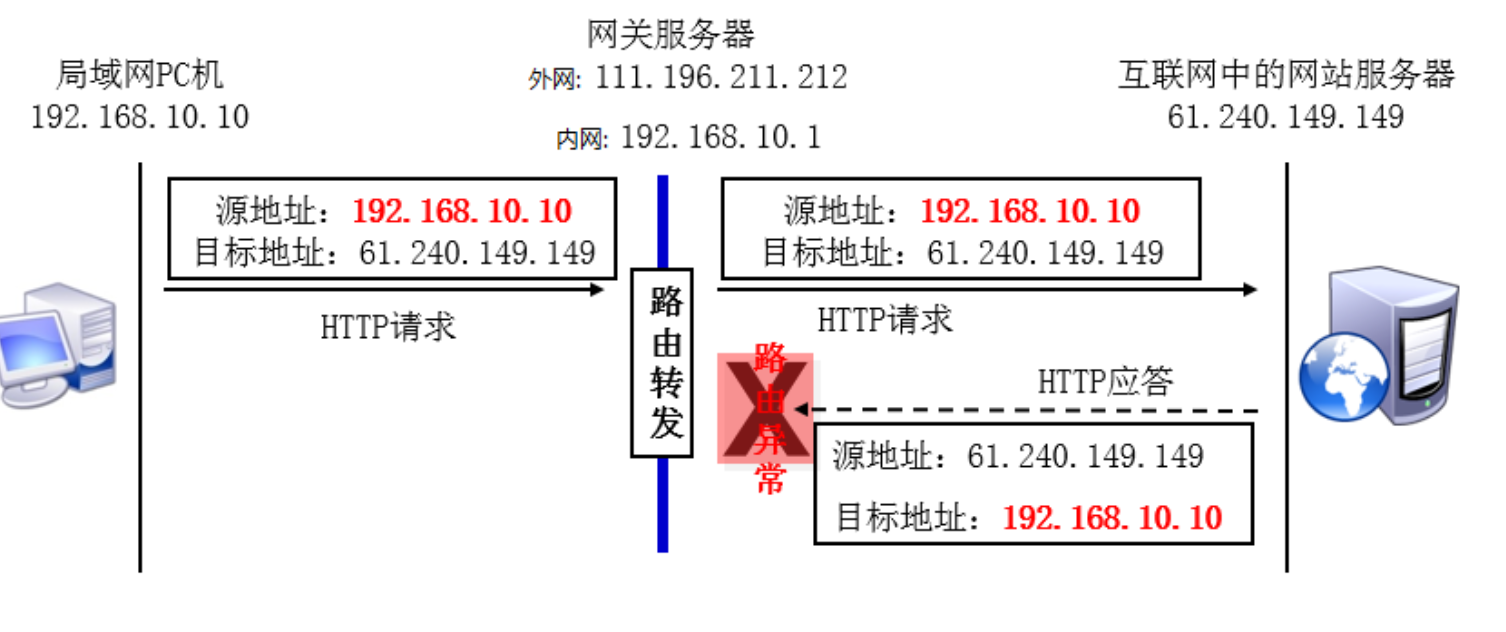 网关服务器
外网: 111.196.211.212
内网: 192.168.10.1
局域网PC机
192.168.10.10
互联网中的网站服务器
61.240.149.149
源地址：192.168.10.10
目标地址：61.240.149.149
HTTP请求
路由转发
源地址：192.168.10.10
目标地址：61.240.149.149
HTTP请求
路由异常
HTTP应答
源地址：61.240.149.149
目标地址：192.168.10.10